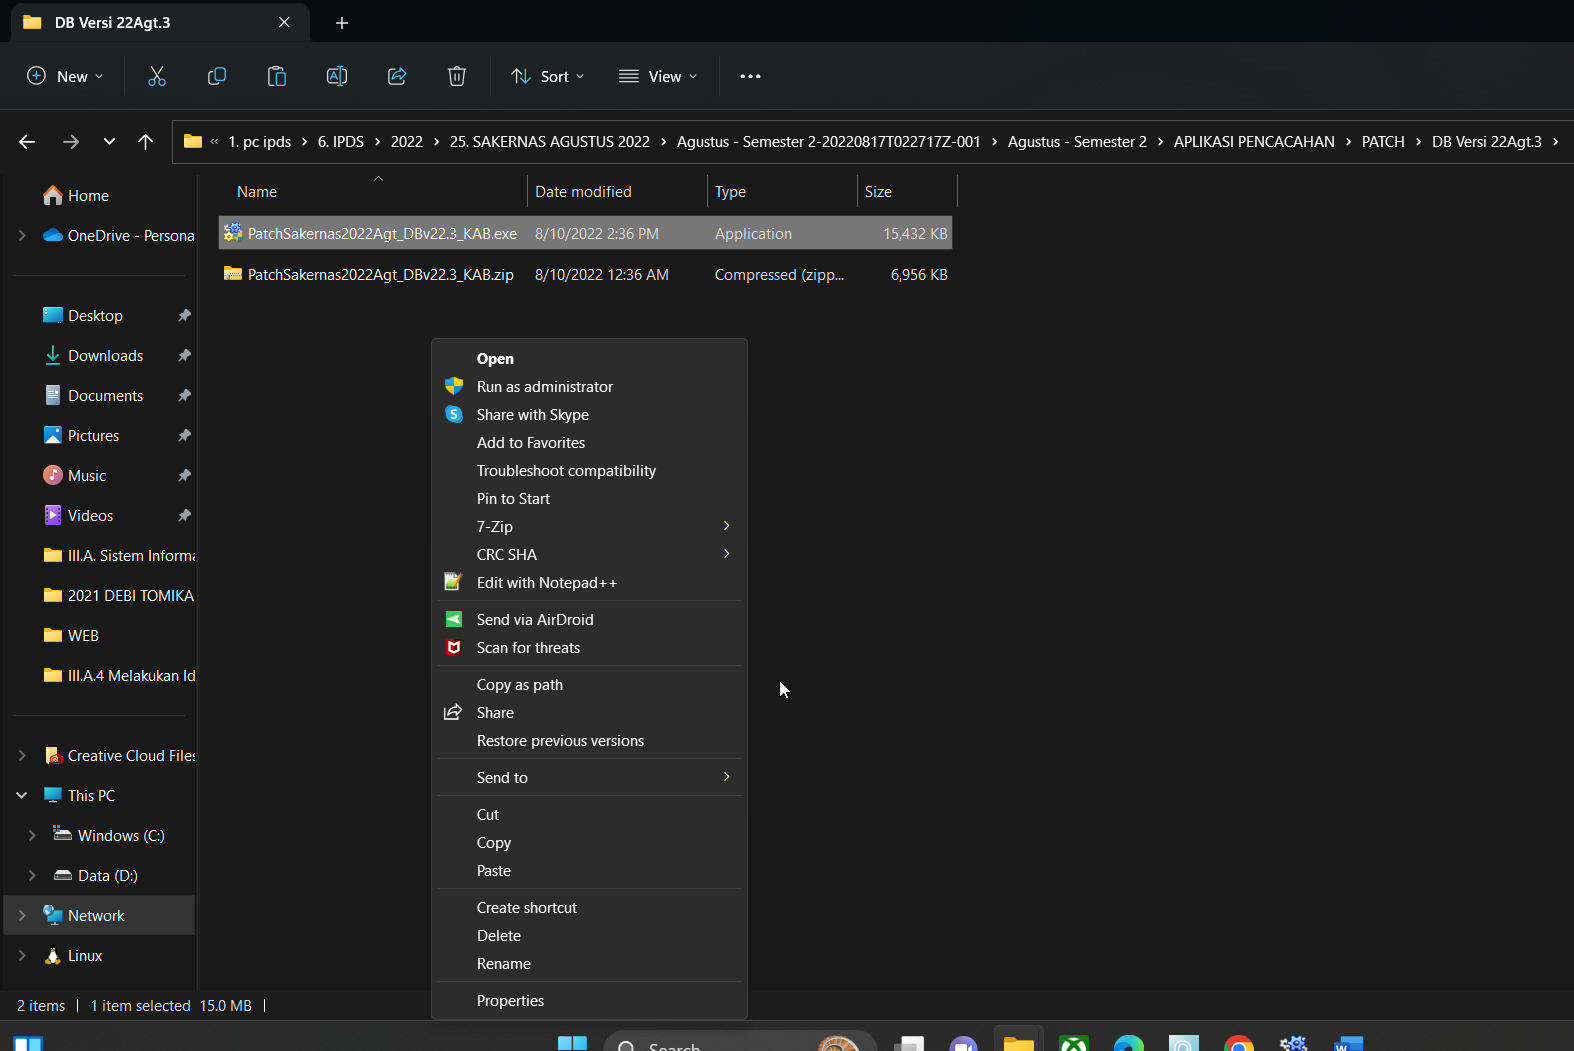 DB Versi 22Agt.3
New
Sort
View
« 1. pc ipds > 6. IPDS > 2022 > 25. SAKERNAS AGUSTUS 2022 > Agustus - Semester 2-20220817T022717Z-001 > Agustus - Semester 2 > APLIKASI PENCACAHAN > PATCH > DB Versi 22Agt.3 >
Home
OneDrive - Persona
Desktop
Downloads
Documents
Pictures
Music
Videos
III.A. Sistem Informa
2021 DEBI TOMIKA
WEB
III.A.4 Melakukan Id
Creative Cloud Files
This PC
Windows (C:)
Data (D:)
Network
Linux
Name Date modified Type Size
PatchSakernas2022Agt_DBv22.3_KAB.exe 8/10/2022 2:36 PM Application 15,432 KB
PatchSakernas2022Agt_DBv22.3_KAB.zip 8/10/2022 12:36 AM Compressed (zipp... 6,956 KB
Open
Run as administrator
Share with Skype
Add to Favorites
Troubleshoot compatibility
Pin to Start
7-Zip
CRC SHA
Edit with Notepad++
Send via AirDroid
Scan for threats
Copy as path
Share
Restore previous versions
Send to
Cut
Copy
Paste
Create shortcut
Delete
Rename
Properties
2 items | 1 item selected 15.0 MB |
Search